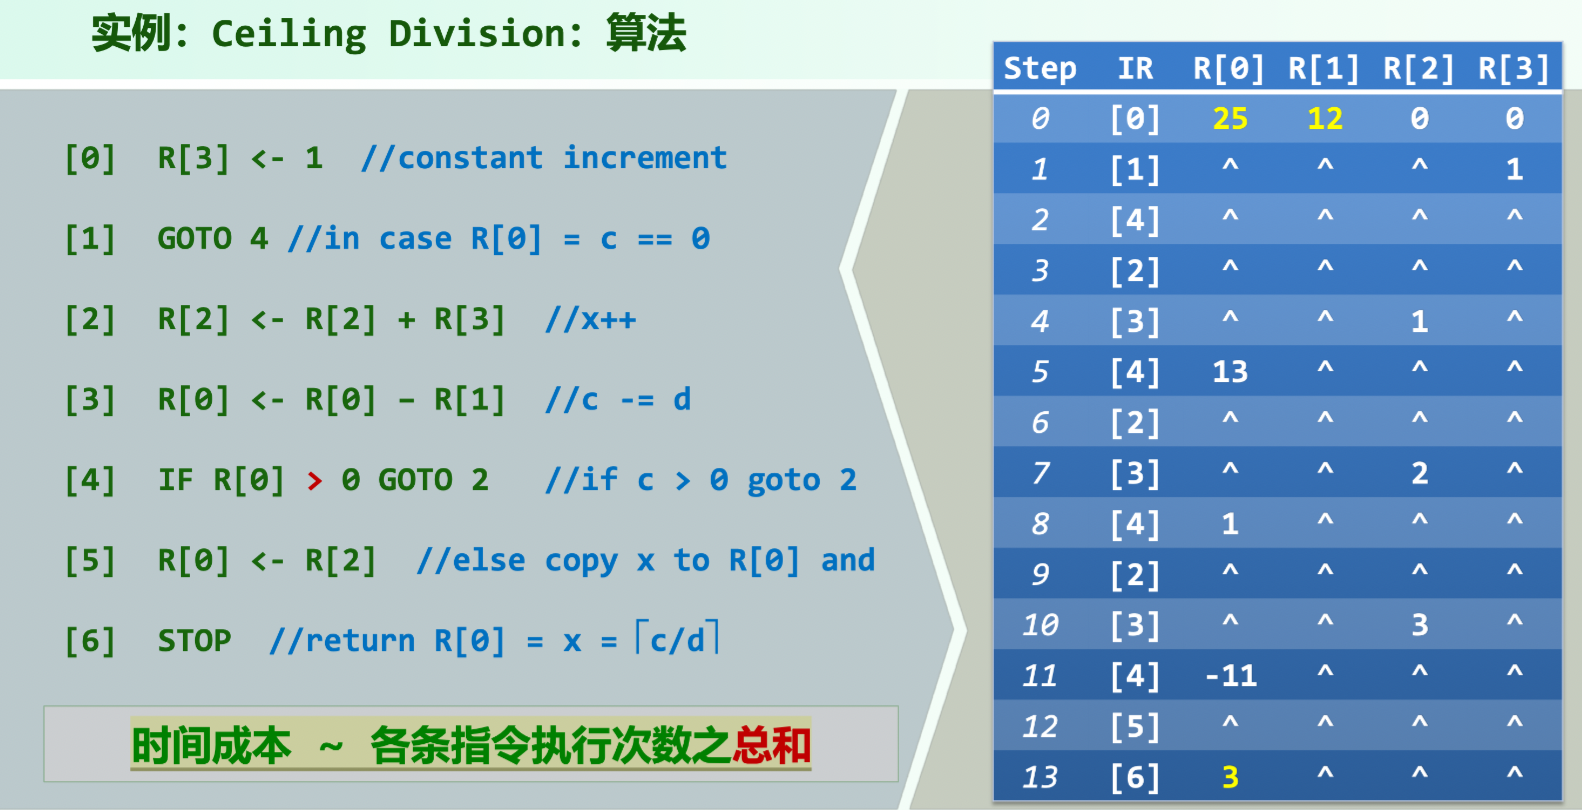 实例：Ceiling Division：算法
[0] R[3] <- 1 //constant increment
[1] GOTO 4 //in case R[0] = c == 0
[2] R[2] <- R[2] + R[3] //x++
[3] R[0] <- R[0] – R[1] //c -= d
[4] IF R[0] > 0 GOTO 2 //if c > 0 goto 2
[5] R[0] <- R[2] //else copy x to R[0] and
[6] STOP //return R[0] = x = ⌈c/d⌉
时间成本 ~ 各条指令执行次数之总和
Step IR R[0] R[1] R[2] R[3]
0 [0] 25 12 0 0
1 [1] ^ ^ ^ 1
2 [4] ^ ^ ^ ^
3 [2] ^ ^ ^ ^
4 [3] ^ ^ 1 ^
5 [4] 13 ^ ^ ^
6 [2] ^ ^ ^ ^
7 [3] ^ ^ 2 ^
8 [4] 1 ^ ^ ^
9 [2] ^ ^ ^ ^
10 [3] ^ ^ 3 ^
11 [4] -11 ^ ^ ^
12 [5] ^ ^ ^ ^
13 [6] 3 ^ ^ ^